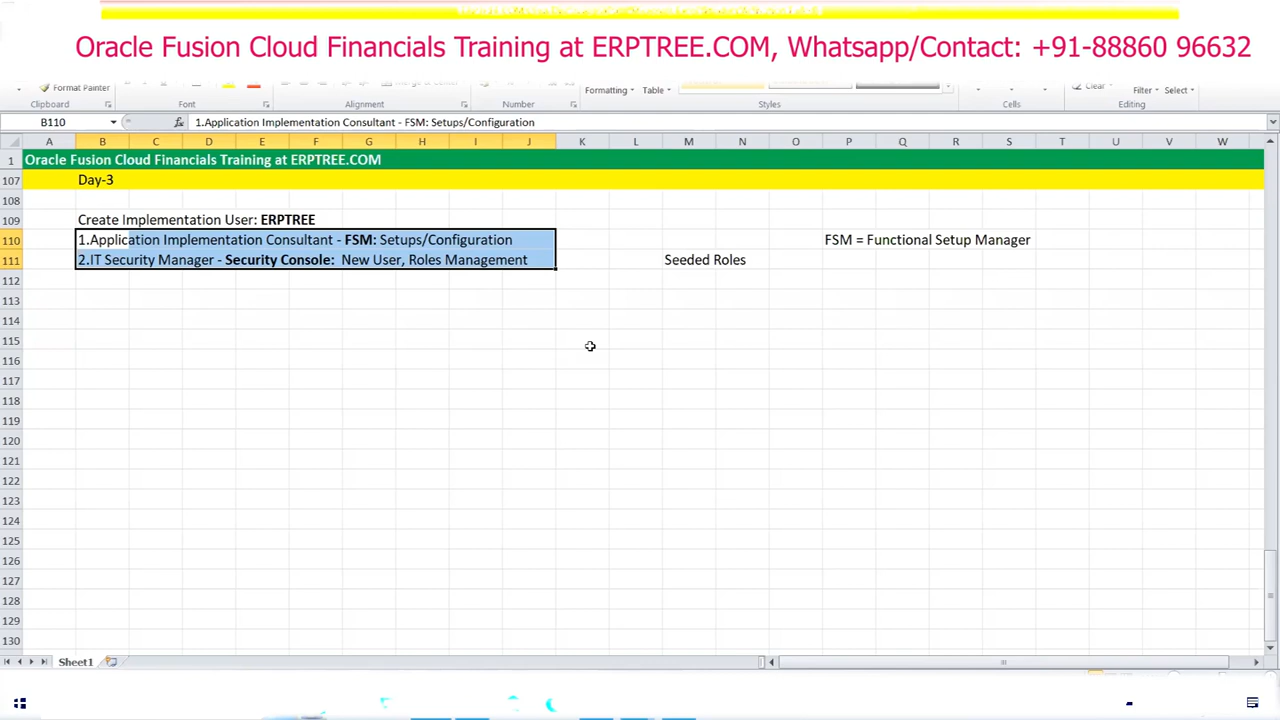 Oracle Fusion Cloud Financials Training at ERPTREE.COM, Whatsapp/Contact: +91-88860 96632
Format Painter
Formatting Table Clear Filter Select
Clipboard Font Alignment Number Styles Cells Editing
B110 fx 1.Application Implementation Consultant - FSM: Setups/Configuration
A B C D E F G H I J K L M N O P Q R S T U V W
1 Oracle Fusion Cloud Financials Training at ERPTREE.COM
107 Day-3
108
109 Create Implementation User: ERPTREE
110 1.Application Implementation Consultant - FSM: Setups/Configuration FSM = Functional Setup Manager
111 2.IT Security Manager - Security Console: New User, Roles Management Seeded Roles
112
113
114
115
116
117
118
119
120
121
122
123
124
125
126
127
128
129
130
Sheet1